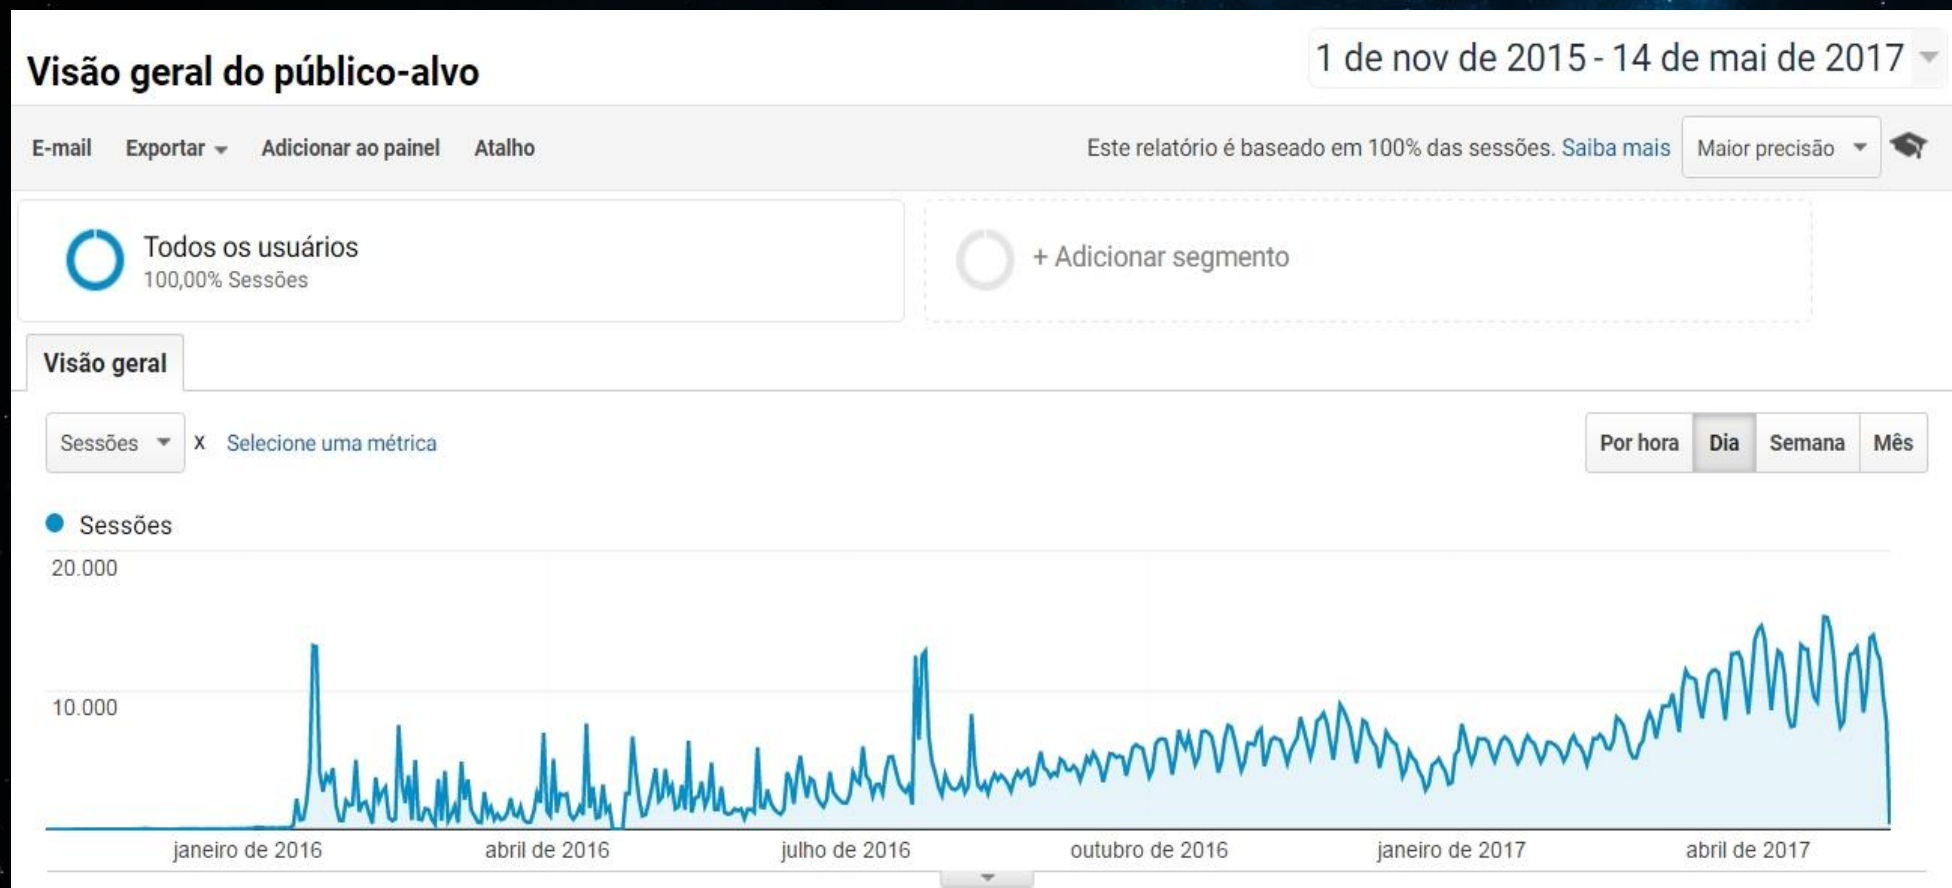 Visão geral do público-alvo
1 de nov de 2015 - 14 de mai de 2017
E-mail Exportar Adicionar ao painel Atalho
Este relatório é baseado em 100% das sessões. Saiba mais
Maior precisão
Todos os usuários
100,00% Sessões
+ Adicionar segmento
Visão geral
Sessões x Selecione uma métrica
Por hora Dia Semana Mês
Sessões
20.000
10.000
janeiro de 2016 abril de 2016 julho de 2016 outubro de 2016 janeiro de 2017 abril de 2017